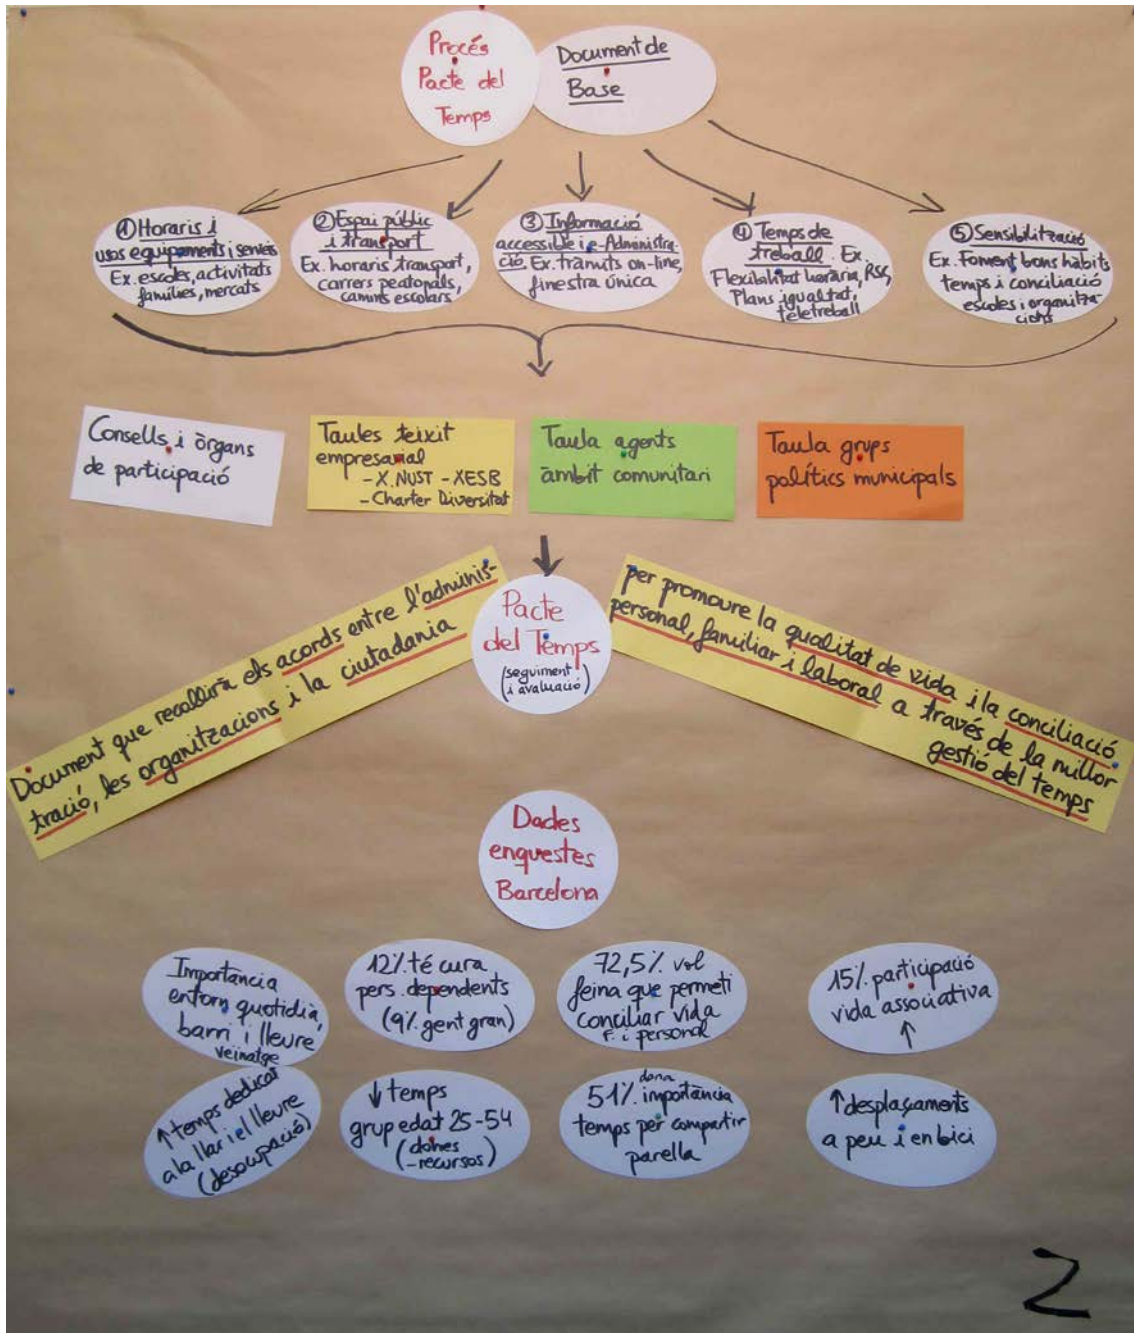 Procés
Pacte del
Temps
Document de
Base
① Horaris i
usos equipaments i serveis
Ex. escoles, activitats
famílies, mercats
② Espai públic
i transport
Ex. horaris transport,
carrers peatonals,
camins escolars
③ Informació
accessible i e-Administra-
ció. Ex. tràmits on-line,
finestra única
④ Temps de
treball. Ex.
Flexibilitat horària, RSC,
Plans igualtat,
teletreball
⑤ Sensibilització
Ex. Foment bons hàbits
temps i conciliació
escoles i organitza-
cions
Consells i òrgans
de participació
Taules teixit
empresarial
- X.NUST - XESB
- Charter Diversitat
Taula agents
àmbit comunitari
Taula grups
polítics municipals
Document que recollirà els acords entre l'adminis-
tració, les organitzacions i la ciutadania
Pacte
del Temps
(seguiment
i avaluació)
per promoure la qualitat de vida i la conciliació
personal, familiar i laboral a través de la millor
gestió del temps
Dades
enquestes
Barcelona
Importància
entorn quotidià,
barri i lleure
veïnatge
12% té cura
pers. dependents
(9% gent gran)
72,5% vol
feina que permeti
conciliar vida
F. i personal
15% participació
vida associativa
↑
↑ temps dedicat
a la llar i el lleure
(desocupació)
↓ temps
grup edat 25-54
(dones
- recursos)
dona
51% importància
temps per compartir
parella
↑ desplaçaments
a peu i en bici
2